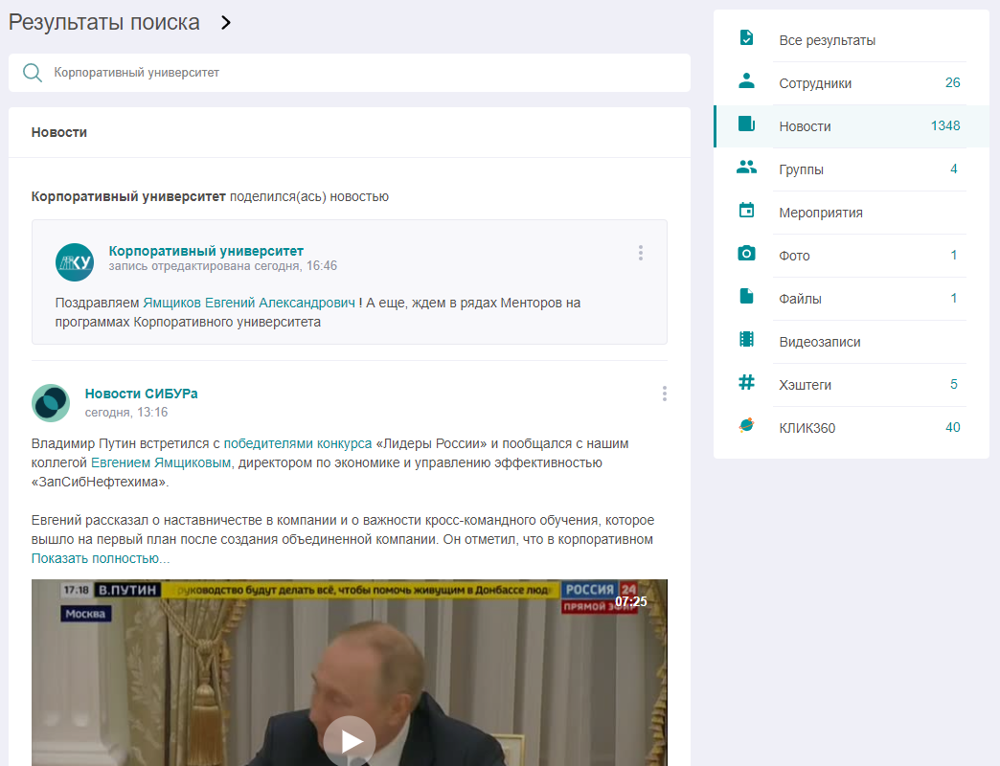 Результаты поиска
Корпоративный университет
Новости
Корпоративный университет поделился(ась) новостью
КУ
Корпоративный университет
запись отредактирована сегодня, 16:46
Поздравляем Ямщиков Евгений Александрович ! А еще, ждем в рядах Менторов на
программах Корпоративного университета
Новости СИБУРа
сегодня, 13:16
Владимир Путин встретился с победителями конкурса «Лидеры России» и пообщался с нашим
коллегой Евгением Ямщиковым, директором по экономике и управлению эффективностью
«ЗапСибНефтехима».
Евгений рассказал о наставничестве в компании и о важности кросс-командного обучения, которое
вышло на первый план после создания объединенной компании. Он отметил, что в корпоративном
Показать полностью...
17:18 В.ПУТИН руководство будут делать всё, чтобы помочь живущим в Донбассе люд РОССИЯ 24
07:25
Москва ПРЯМОЙ ЭФИР
Все результаты
Сотрудники 26
Новости 1348
Группы 4
Мероприятия
Фото 1
Файлы 1
Видеозаписи
Хэштеги 5
КЛИК360 40